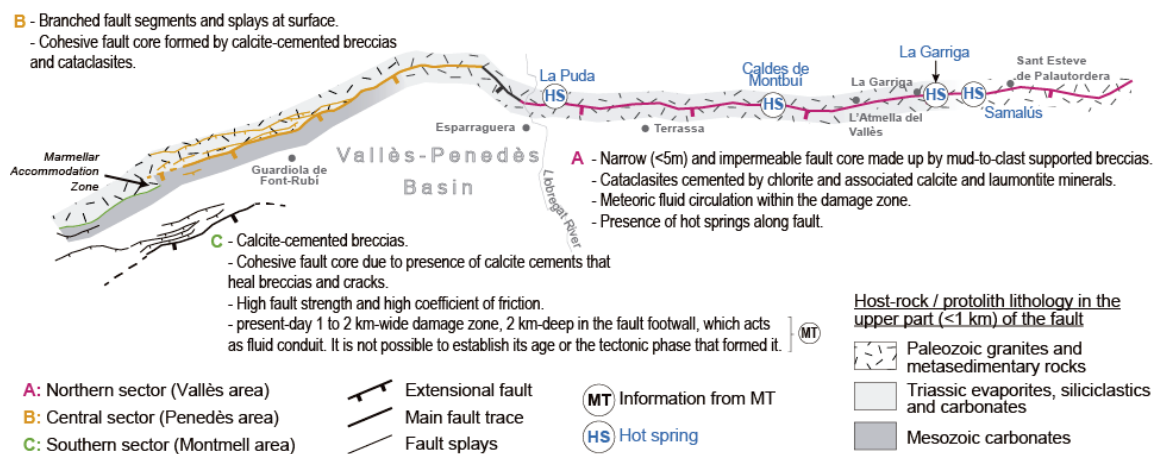 B - Branched fault segments and splays at surface.
- Cohesive fault core formed by calcite-cemented breccias
and cataclasites.
La Puda
HS
Caldes de
Montbui
HS
La Garriga
La Garriga
HS
HS
Sant Esteve
de Palautordera
Samalús
L'Atmella del
Vallès
Esparraguera
Terrassa
Marmellar
Accommodation
Zone
Guardiola de
Font-Rubí
Vallès-Penedès
Basin
Llobregat River
A - Narrow (<5m) and impermeable fault core made up by mud-to-clast supported breccias.
- Cataclasites cemented by chlorite and associated calcite and laumontite minerals.
- Meteoric fluid circulation within the damage zone.
- Presence of hot springs along fault.
C - Calcite-cemented breccias.
- Cohesive fault core due to presence of calcite cements that
heal breccias and cracks.
- High fault strength and high coefficient of friction.
- present-day 1 to 2 km-wide damage zone, 2 km-deep in the fault footwall, which acts
as fluid conduit. It is not possible to establish its age or the tectonic phase that formed it.
MT
Host-rock / protolith lithology in the
upper part (<1 km) of the fault
Paleozoic granites and
metasedimentary rocks
Triassic evaporites, siliciclastics
and carbonates
Mesozoic carbonates
A: Northern sector (Vallès area)
B: Central sector (Penedès area)
C: Southern sector (Montmell area)
Extensional fault
Main fault trace
Fault splays
MT Information from MT
HS Hot spring